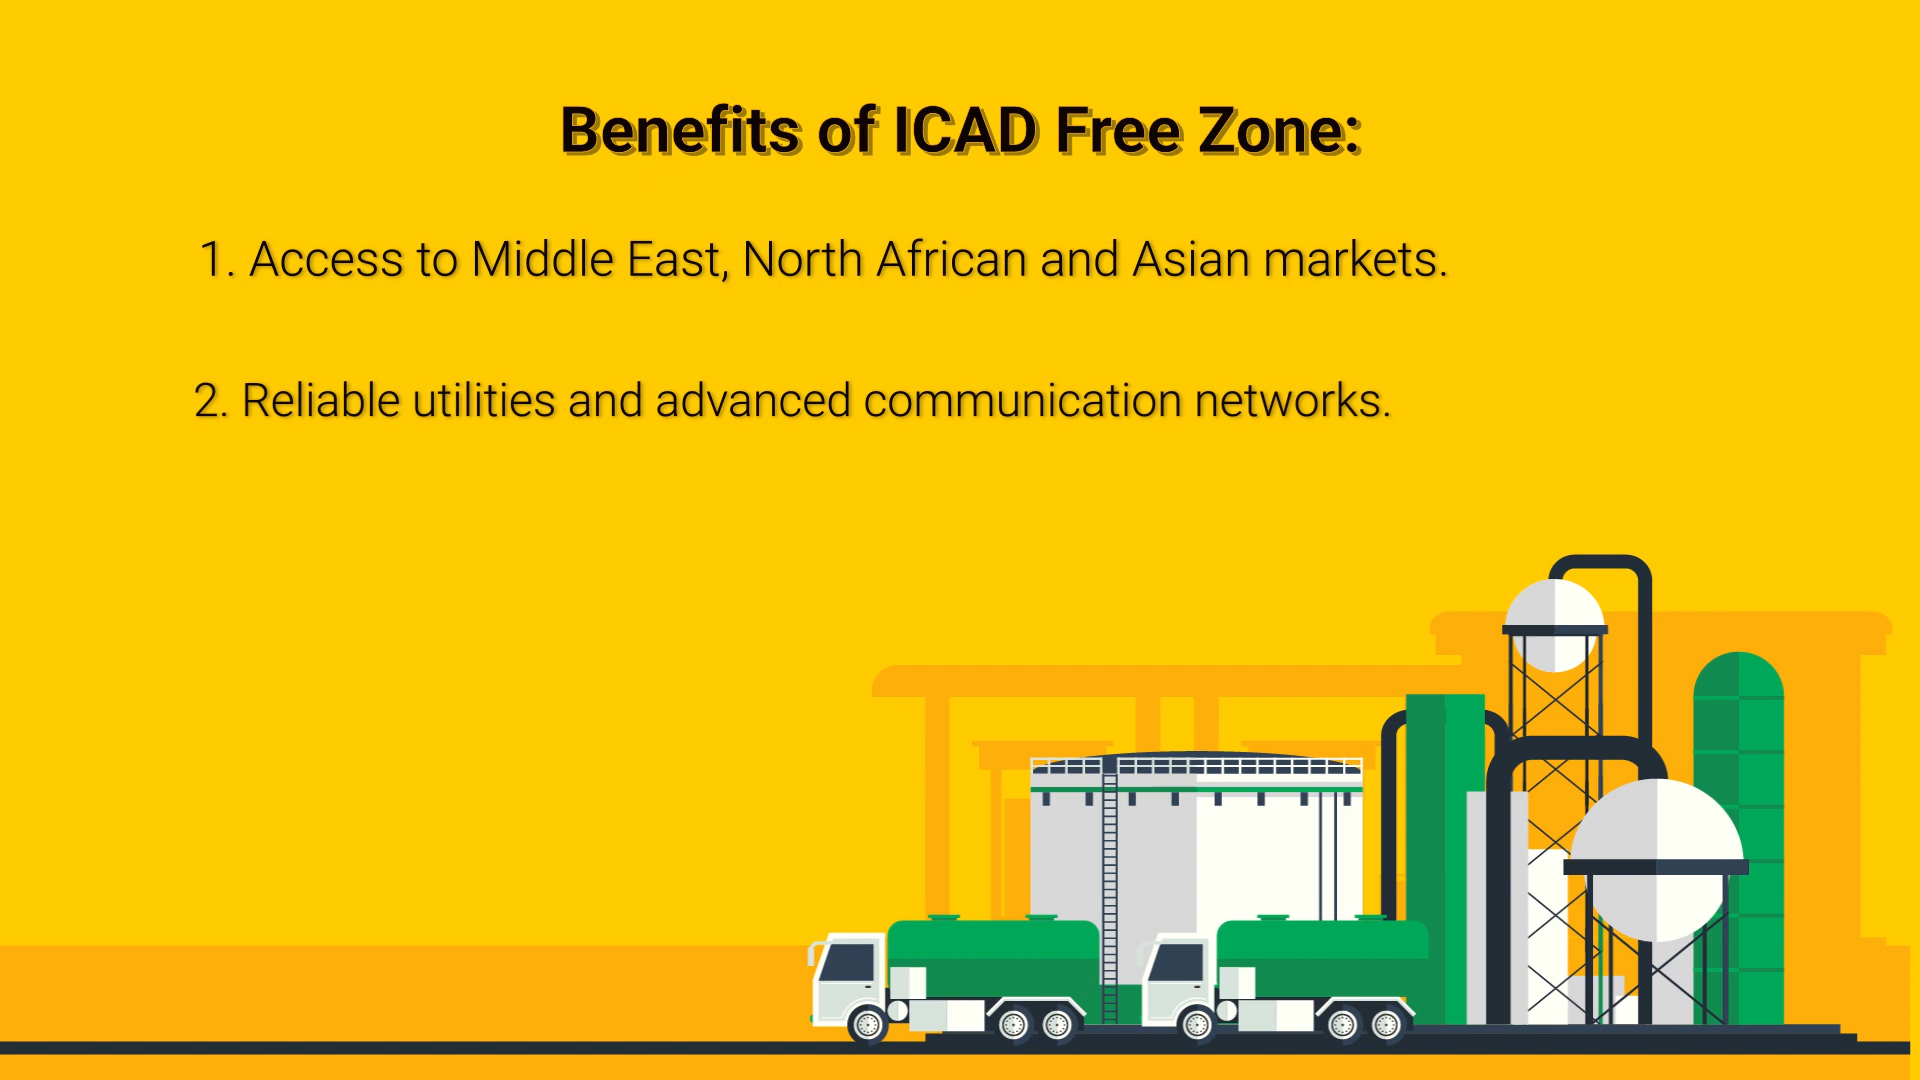 Benefits of ICAD Free Zone:
1. Access to Middle East, North African and Asian markets.
2. Reliable utilities and advanced communication networks.